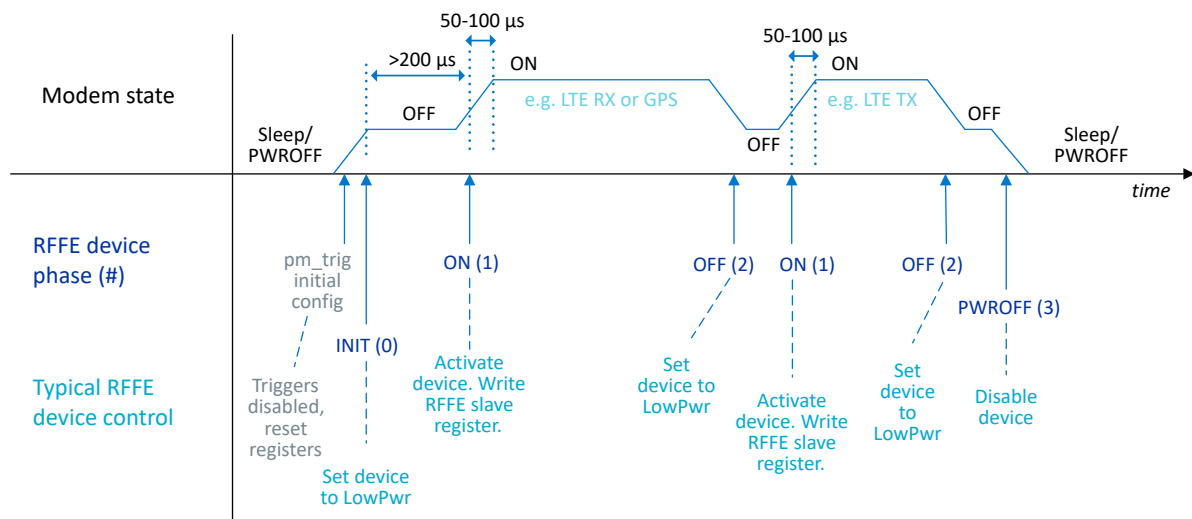 50-100 µs
50-100 µs
>200 µs
ON
ON
Modem state
e.g. LTE RX or GPS
e.g. LTE TX
OFF
OFF
OFF
Sleep/
PWROFF
Sleep/
PWROFF
time
RFFE device
phase (#)
pm_trig
initial
config
INIT (0)
ON (1)
OFF (2)
ON (1)
OFF (2)
PWROFF (3)
Typical RFFE
device control
Triggers
disabled,
reset
registers
Set device
to LowPwr
Activate
device. Write
RFFE slave
register.
Set
device to
LowPwr
Activate
device. Write
RFFE slave
register.
Set
device
to
LowPwr
Disable
device